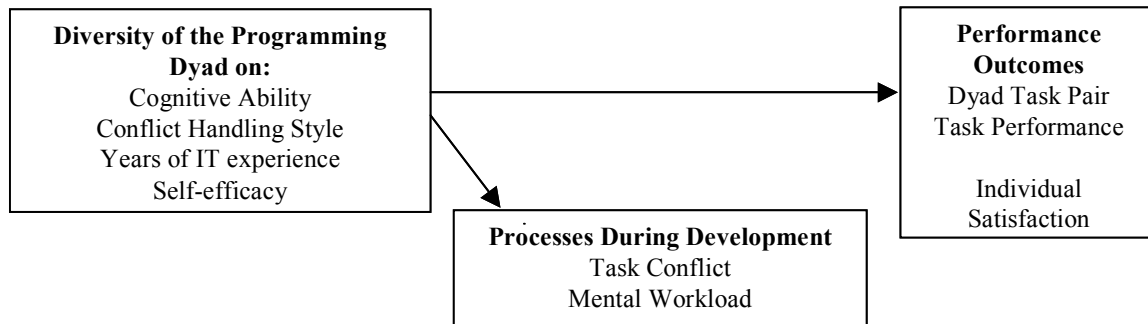 Diversity of the Programming
Dyad on:
Cognitive Ability
Conflict Handling Style
Years of IT experience
Self-efficacy
Performance
Outcomes
Dyad Task Pair
Task Performance
Individual
Satisfaction
Processes During Development
Task Conflict
Mental Workload